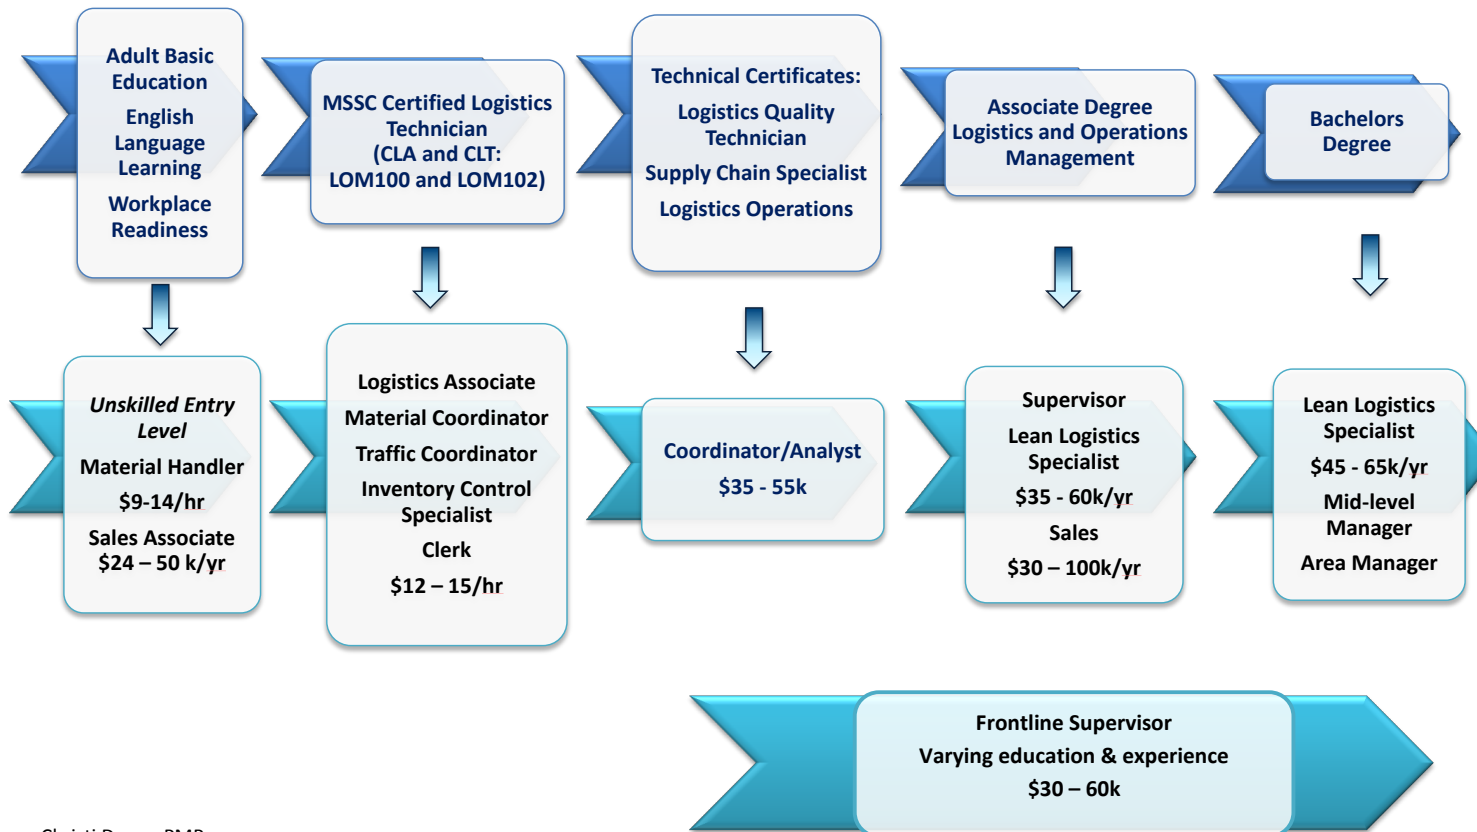 Adult Basic
Education
English
Language
Learning
Workplace
Readiness
MSSC Certified Logistics
Technician
(CLA and CLT:
LOM100 and LOM102)
Technical Certificates:
Logistics Quality
Technician
Supply Chain Specialist
Logistics Operations
Associate Degree
Logistics and Operations
Management
Bachelors
Degree
Unskilled Entry
Level
Material Handler
$9-14/hr
Sales Associate
$24 – 50 k/yr
Logistics Associate
Material Coordinator
Traffic Coordinator
Inventory Control
Specialist
Clerk
$12 – 15/hr
Coordinator/Analyst
$35 - 55k
Supervisor
Lean Logistics
Specialist
$35 - 60k/yr
Sales
$30 – 100k/yr
Lean Logistics
Specialist
$45 - 65k/yr
Mid-level
Manager
Area Manager
Frontline Supervisor
Varying education & experience
$30 – 60k